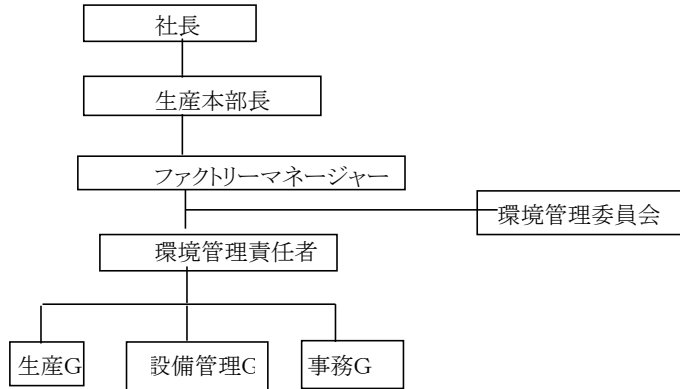 社長
生産本部長
ファクトリーマネージャー
環境管理委員会
環境管理責任者
生産G
設備管理G
事務G